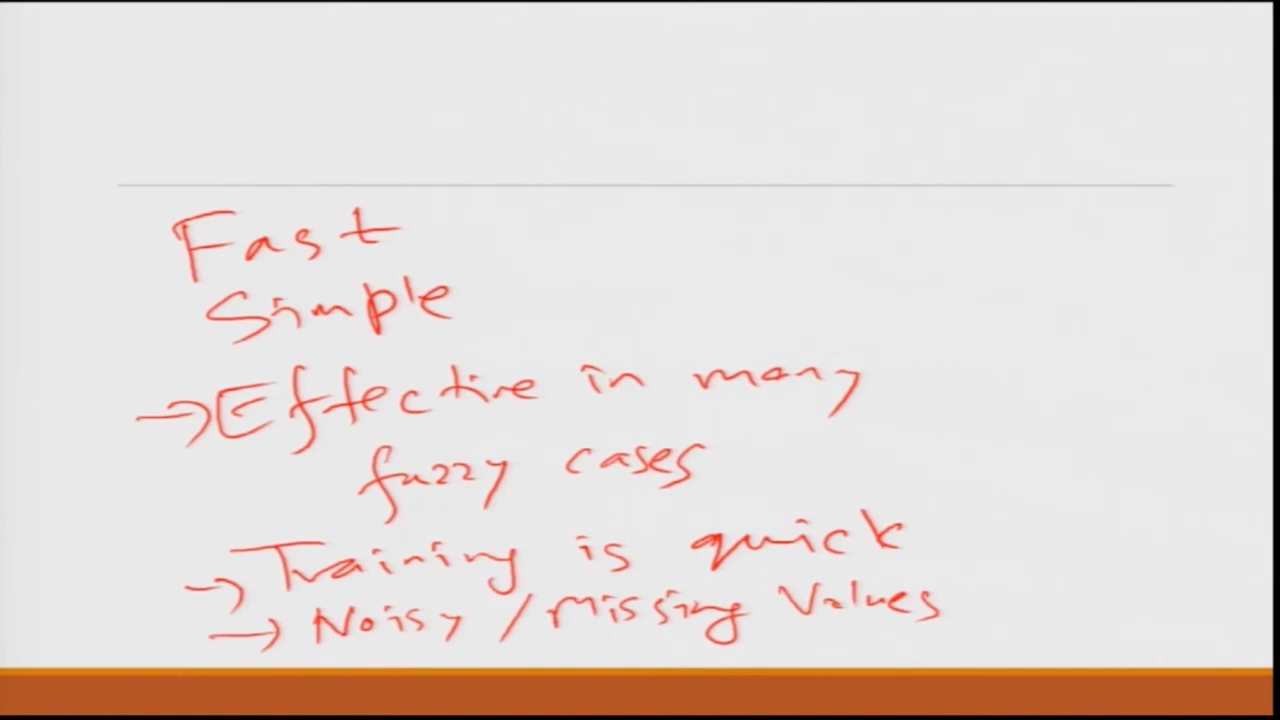 Fast
Simple
→ Effective in many
fuzzy cases
→ Training is quick
→ Noisy / Missing Values